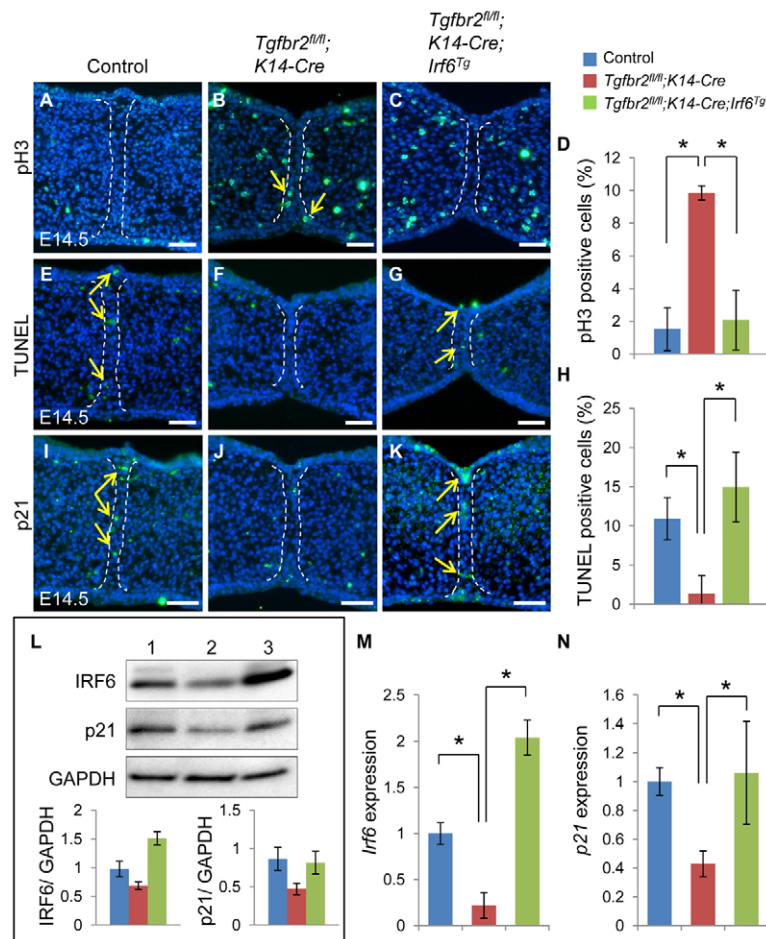 Control
Tgfbr2fl/fl;
K14-Cre
Tgfbr2fl/fl;
K14-Cre;
Irf6Tg
Control
Tgfbr2fl/fl;K14-Cre
Tgfbr2fl/fl;K14-Cre;Irf6Tg
pH3
A
E14.5
B
C
D
pH3 positive cells (%)
12
10
8
6
4
2
0
* *
TUNEL
E
E14.5
F
G
H
TUNEL positive cells (%)
25
20
15
10
5
0
*
*
p21
I
E14.5
J
K
L
1 2 3
IRF6
p21
GAPDH
IRF6/ GAPDH
2
1.5
1
0.5
0
p21/ GAPDH
1.5
1
0.5
0
M
Irf6 expression
2.5
2
1.5
1
0.5
0
*
*
N
p21 expression
1.6
1.4
1.2
1
0.8
0.6
0.4
0.2
0
* *